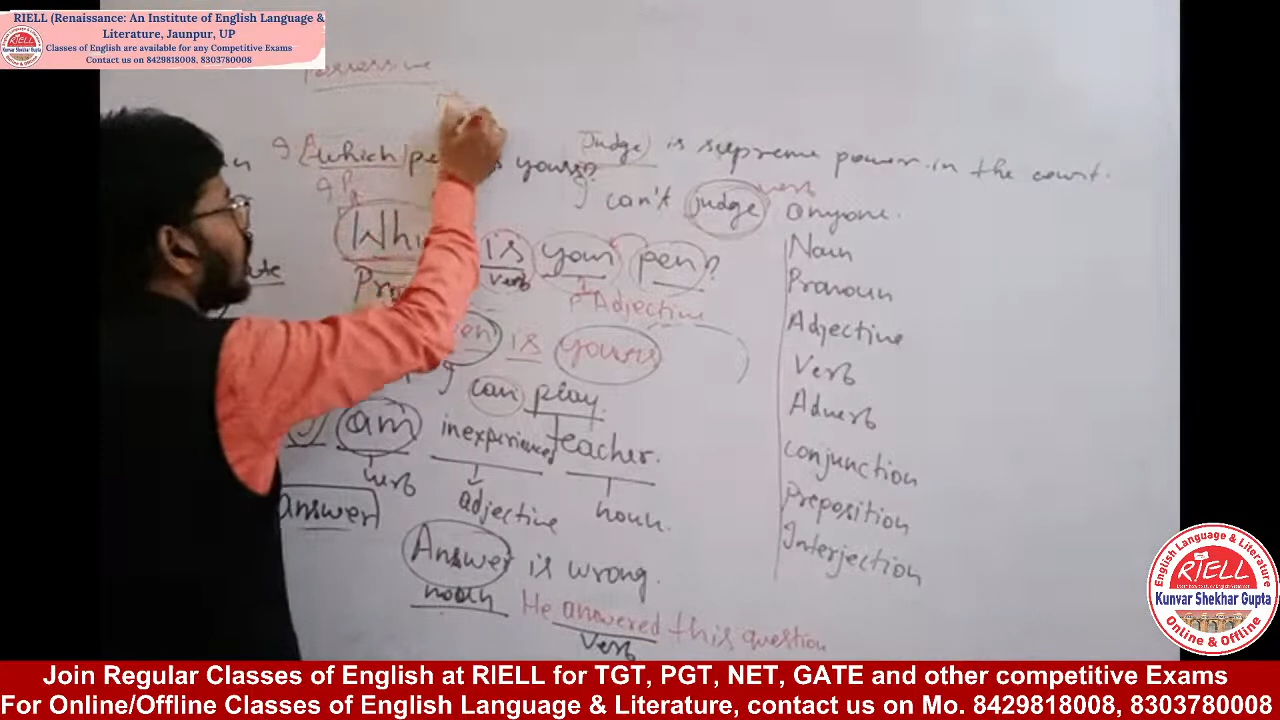 RIELL (Renaissance: An Institute of English Language &
Literature, Jaunpur, UP
Classes of English are available for any Competitive Exams
Contact us on 8429818008, 8303780008
Possessive
which yours?
Judge is supreme power in the court.
I can't judge anyone.
verb
is your pen?
verb
Adjective
is yours
I can play.
am inexperienced teacher.
verb
adjective
noun.
answer
Answer is wrong.
noun
He answered this question
Verb
Noun
Pronoun
Adjective
Verb
Adverb
conjunction
Preposition
Interjection
English Language & Literature
RIELL
Kunvar Shekhar Gupta
Online & Offline
Join Regular Classes of English at RIELL for TGT, PGT, NET, GATE and other competitive Exams
For Online/Offline Classes of English Language & Literature, contact us on Mo. 8429818008, 8303780008